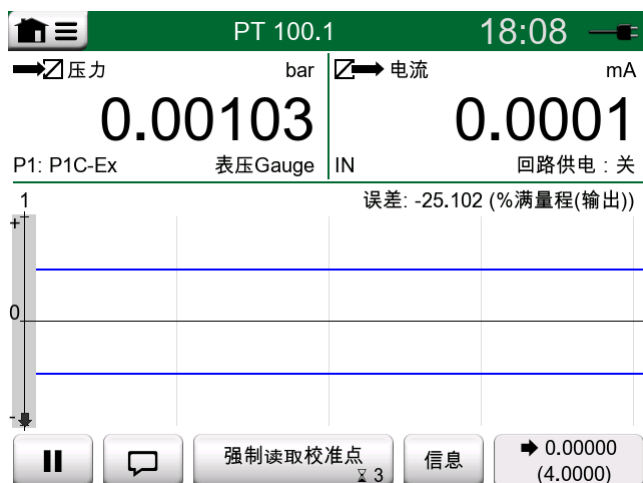 PT 100.1 18:08
压力 bar
0.00103
P1: P1C-Ex 表压Gauge
电流 mA
0.0001
IN 回路供电：关
误差: -25.102 (%满量程(输出))
1
+
0
-
强制读取校准点
3
信息
0.00000
(4.0000)